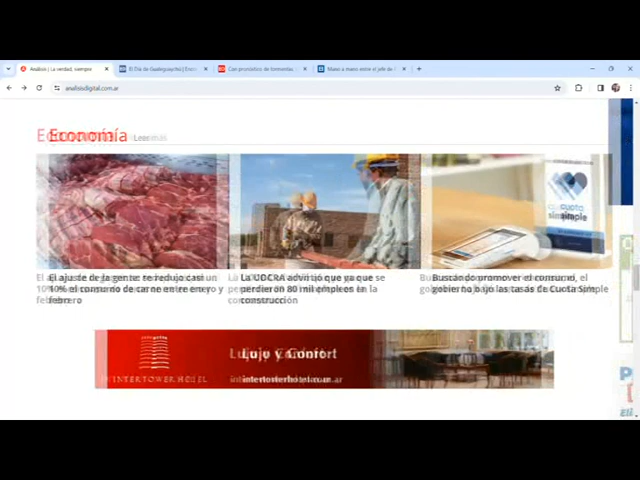 Análisis | La verdad, siempre
El Día de Gualeguaychú | Entre
Con pronóstico de tormentas
Mano a mano entre el jefe de
analisisdigital.com.ar
Economía Leer más
El ajuste de la gente: se redujo casi un
10% el consumo de carne entre enero y
febrero
La UOCRA advirtió que ya que se
perdieron 80 mil empleos en la
construcción
Buscando promover el consumo, el
gobierno bajó las tasas de Cuota Simple
cuota
simple
Lujo y Confort
intertowerhotel.com.ar
INTERTOWER HOTEL